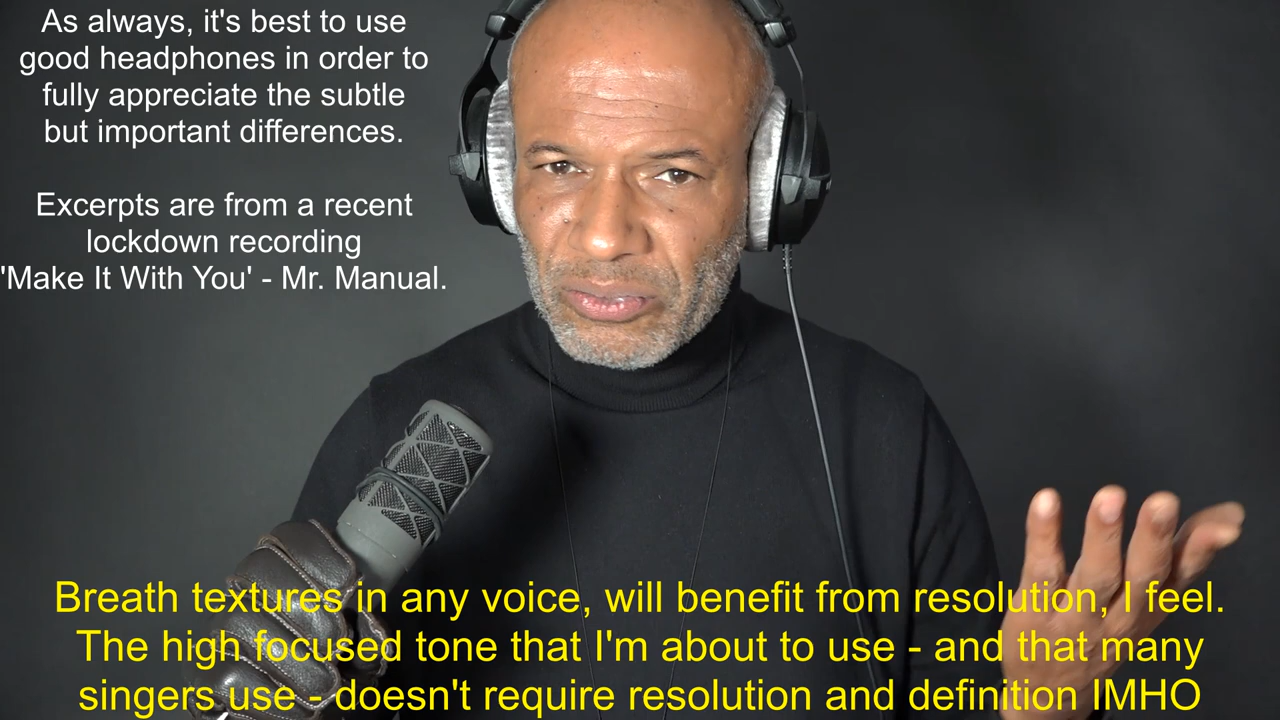 As always, it's best to use
good headphones in order to
fully appreciate the subtle
but important differences.
Excerpts are from a recent
lockdown recording
'Make It With You' - Mr. Manual.
Breath textures in any voice, will benefit from resolution, I feel.
The high focused tone that I'm about to use - and that many
singers use - doesn't require resolution and definition IMHO